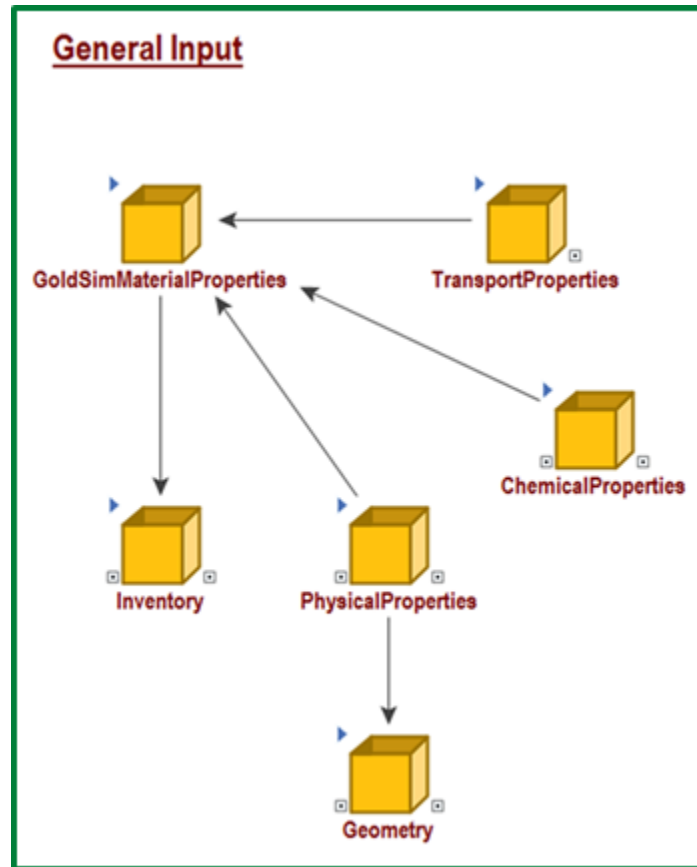 General Input
GoldSimMaterialProperties
TransportProperties
ChemicalProperties
Inventory
PhysicalProperties
Geometry